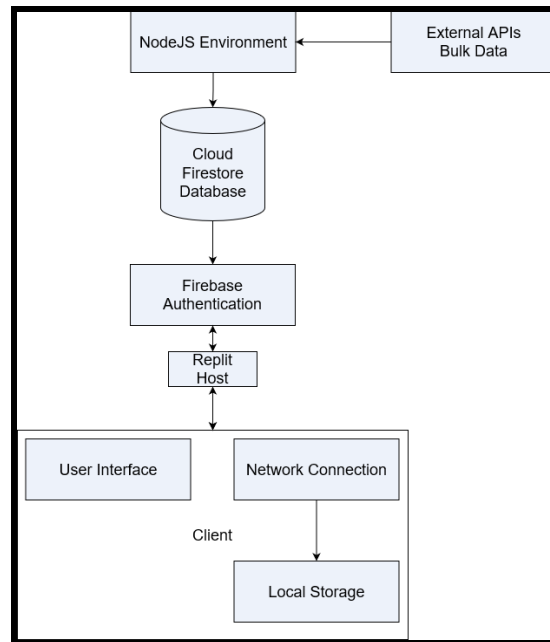 NodeJS Environment
External APIs
Bulk Data
Cloud
Firestore
Database
Firebase
Authentication
Replit
Host
User Interface
Network Connection
Client
Local Storage